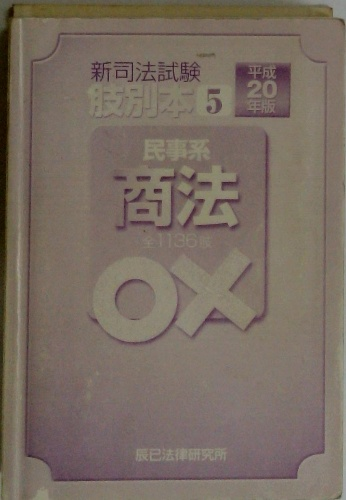 新司法試験
肢別本 5
平成
20
年版
民事系
商法
全1136肢
○×
辰已法律研究所